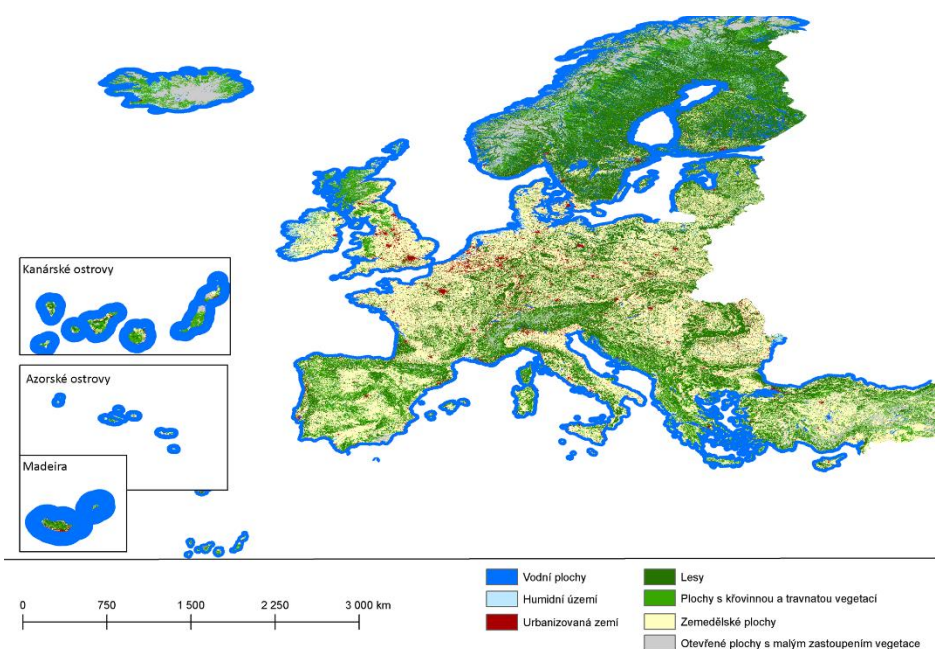 Kanárské ostrovy
Azorské ostrovy
Madeira
Vodní plochy
Humidní území
Urbanizovaná zemí
Lesy
Plochy s křovinnou a travnatou vegetací
Zemedělské plochy
Otevřené plochy s malým zastoupením vegetace
0 750 1 500 2 250 3 000 km